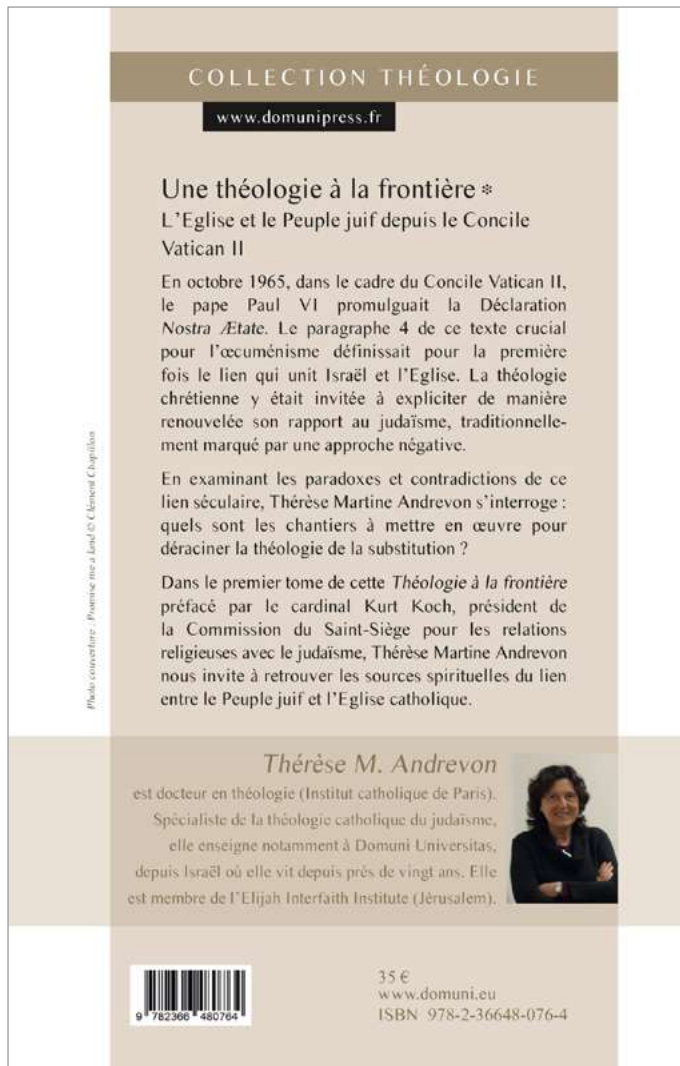 COLLECTION THÉOLOGIE
www.domunipress.fr
Une théologie à la frontière *
L'Eglise et le Peuple juif depuis le Concile
Vatican II
En octobre 1965, dans le cadre du Concile Vatican II,
le pape Paul VI promulguait la Déclaration
Nostra Ætate. Le paragraphe 4 de ce texte crucial
pour l'œcuménisme définissait pour la première
fois le lien qui unit Israël et l'Eglise. La théologie
chrétienne y était invitée à expliciter de manière
renouvelée son rapport au judaïsme, traditionnelle-
ment marqué par une approche négative.
En examinant les paradoxes et contradictions de ce
lien séculaire, Thérèse Martine Andrevon s'interroge :
quels sont les chantiers à mettre en œuvre pour
déraciner la théologie de la substitution ?
Dans le premier tome de cette Théologie à la frontière
préfacé par le cardinal Kurt Koch, président de
la Commission du Saint-Siège pour les relations
religieuses avec le judaïsme, Thérèse Martine Andrevon
nous invite à retrouver les sources spirituelles du lien
entre le Peuple juif et l'Eglise catholique.
Photo couverture : Promise me a land © Clément Chapillon
Thérèse M. Andrevon
est docteur en théologie (Institut catholique de Paris).
Spécialiste de la théologie catholique du judaïsme,
elle enseigne notamment à Domuni Universitas,
depuis Israël où elle vit depuis près de vingt ans. Elle
est membre de l'Elijah Interfaith Institute (Jérusalem).
9 782366 480764
35 €
www.domuni.eu
ISBN 978-2-36648-076-4